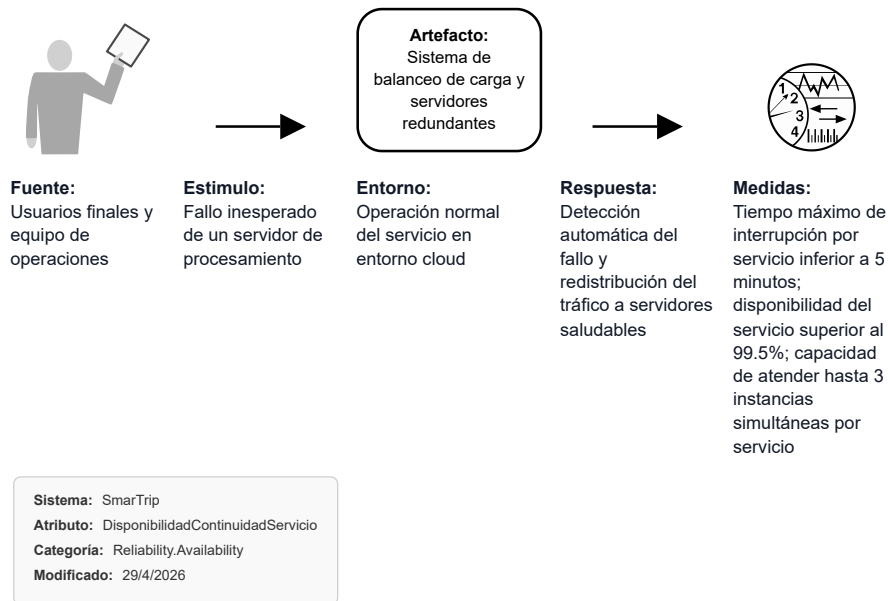 Artefacto:
Sistema de
balanceo de carga y
servidores
redundantes
1
2
3
4
Fuente:
Usuarios finales y
equipo de
operaciones
Estimulo:
Fallo inesperado
de un servidor de
procesamiento
Entorno:
Operación normal
del servicio en
entorno cloud
Respuesta:
Detección
automática del
fallo y
redistribución del
tráfico a servidores
saludables
Medidas:
Tiempo máximo de
interrupción por
servicio inferior a 5
minutos;
disponibilidad del
servicio superior al
99.5%; capacidad
de atender hasta 3
instancias
simultáneas por
servicio
Sistema: SmarTrip
Atributo: DisponibilidadContinuidadServicio
Categoría: Reliability.Availability
Modificado: 29/4/2026